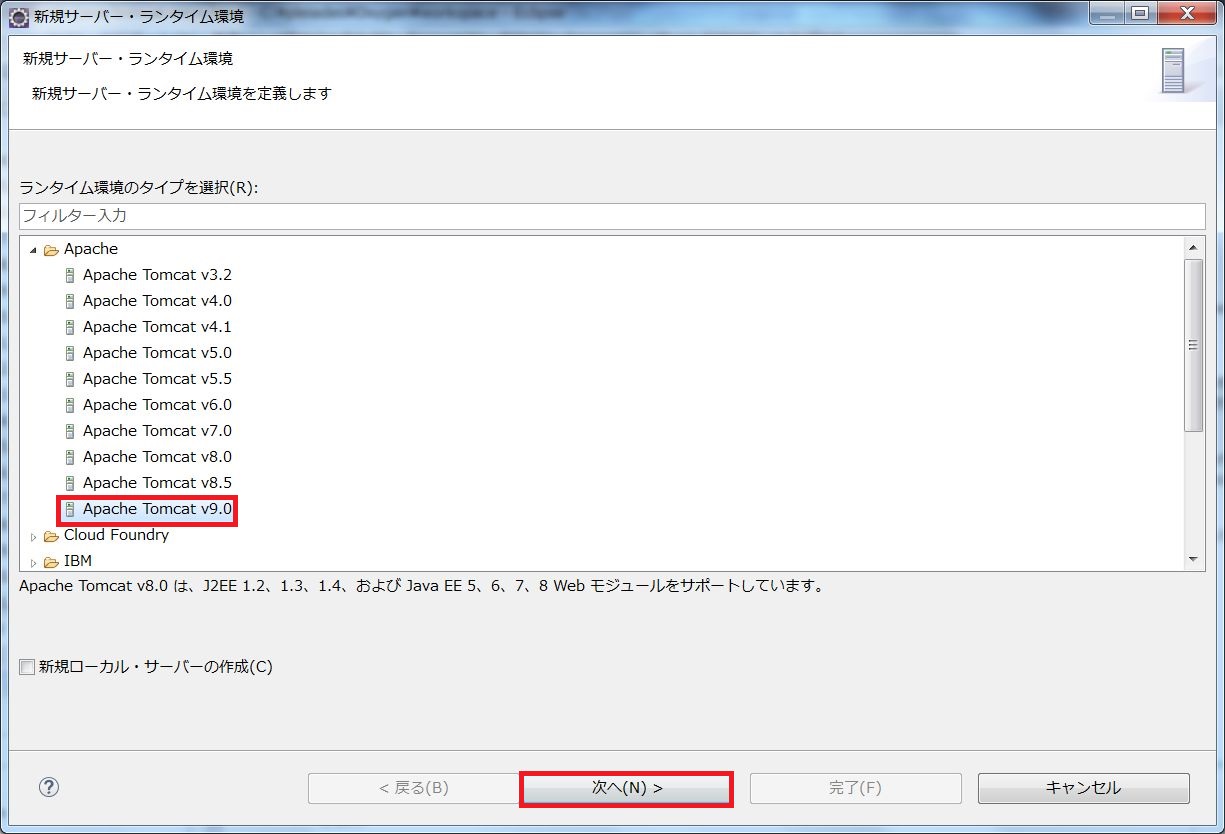 新規サーバー・ランタイム環境
新規サーバー・ランタイム環境
新規サーバー・ランタイム環境を定義します
ランタイム環境のタイプを選択(R):
フィルター入力
Apache
Apache Tomcat v3.2
Apache Tomcat v4.0
Apache Tomcat v4.1
Apache Tomcat v5.0
Apache Tomcat v5.5
Apache Tomcat v6.0
Apache Tomcat v7.0
Apache Tomcat v8.0
Apache Tomcat v8.5
Apache Tomcat v9.0
Cloud Foundry
IBM
Apache Tomcat v8.0 は、J2EE 1.2、1.3、1.4、および Java EE 5、6、7、8 Web モジュールをサポートしています。
新規ローカル・サーバーの作成(C)
? < 戻る(B) 次へ(N) > 完了(F) キャンセル